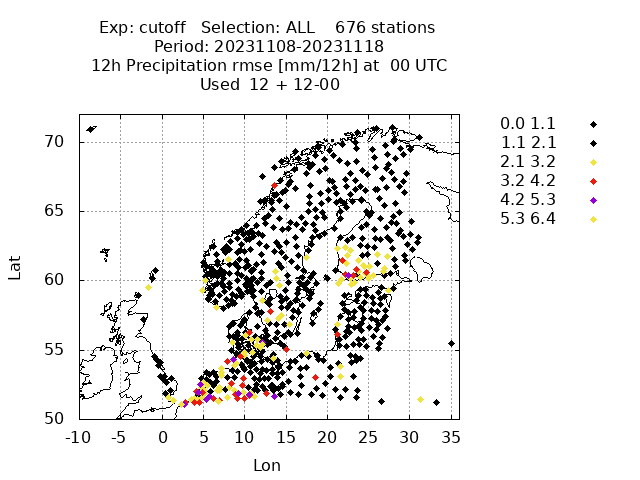 Exp: cutoff   Selection: ALL    676 stations
Period: 20231108-20231118
12h Precipitation rmse [mm/12h] at  00 UTC
Used  12 + 12-00
0.0 1.1
1.1 2.1
2.1 3.2
3.2 4.2
4.2 5.3
5.3 6.4
Lat
70
65
60
55
50
-10 -5 0 5 10 15 20 25 30 35
Lon